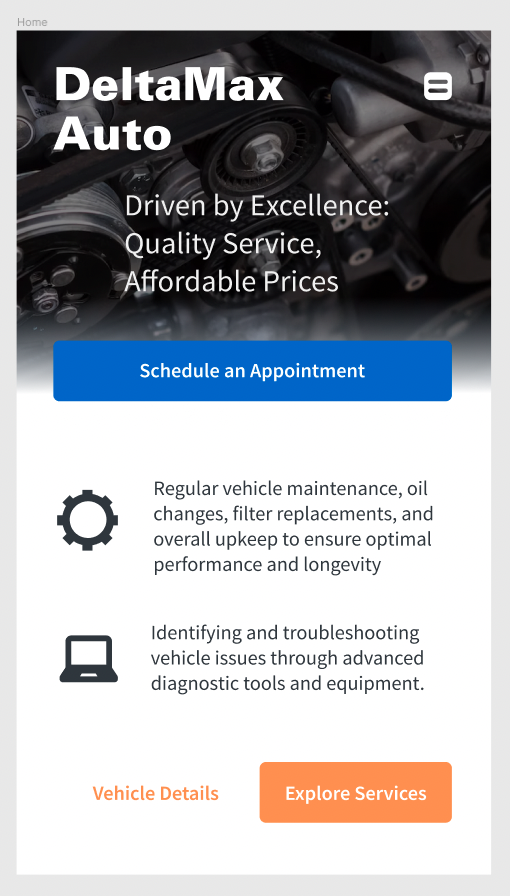 Home
DeltaMax
Auto
Driven by Excellence:
Quality Service,
Affordable Prices
Schedule an Appointment
Regular vehicle maintenance, oil
changes, filter replacements, and
overall upkeep to ensure optimal
performance and longevity
Identifying and troubleshooting
vehicle issues through advanced
diagnostic tools and equipment.
Vehicle Details
Explore Services